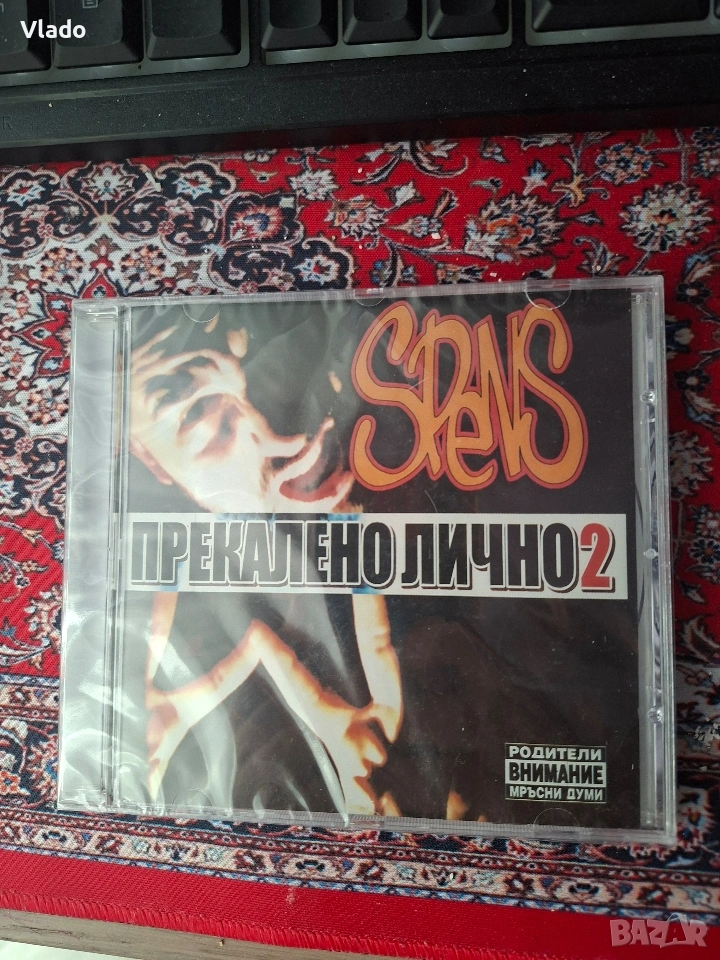 Vlado
R
SPENS
ПРЕКАЛЕНО ЛИЧНО 2
РОДИТЕЛИ
ВНИМАНИЕ
МРЪСНИ ДУМИ
BAZAR